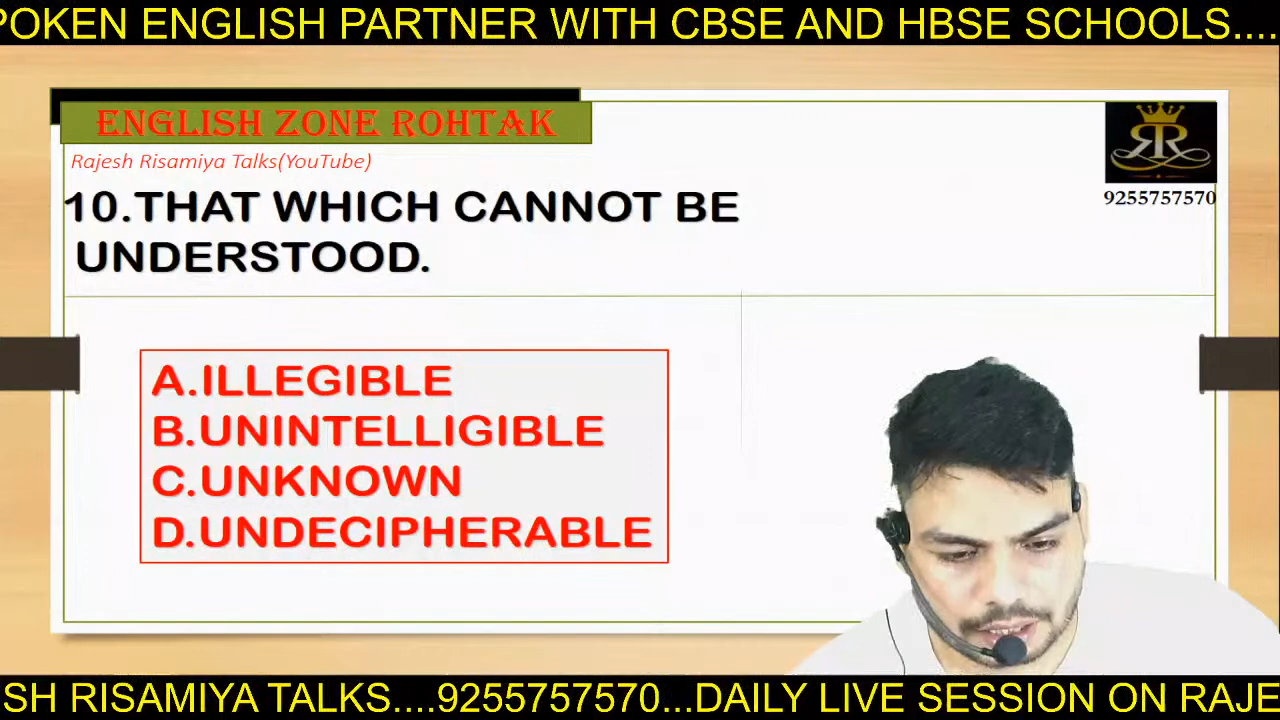 POKEN ENGLISH PARTNER WITH CBSE AND HBSE SCHOOLS....
ENGLISH ZONE ROHTAK
Rajesh Risamiya Talks(YouTube)
RR
9255757570
10.THAT WHICH CANNOT BE
UNDERSTOOD.
A.ILLEGIBLE
B.UNINTELLIGIBLE
C.UNKNOWN
D.UNDECIPHERABLE
SH RISAMIYA TALKS....9255757570...DAILY LIVE SESSION ON RAJE